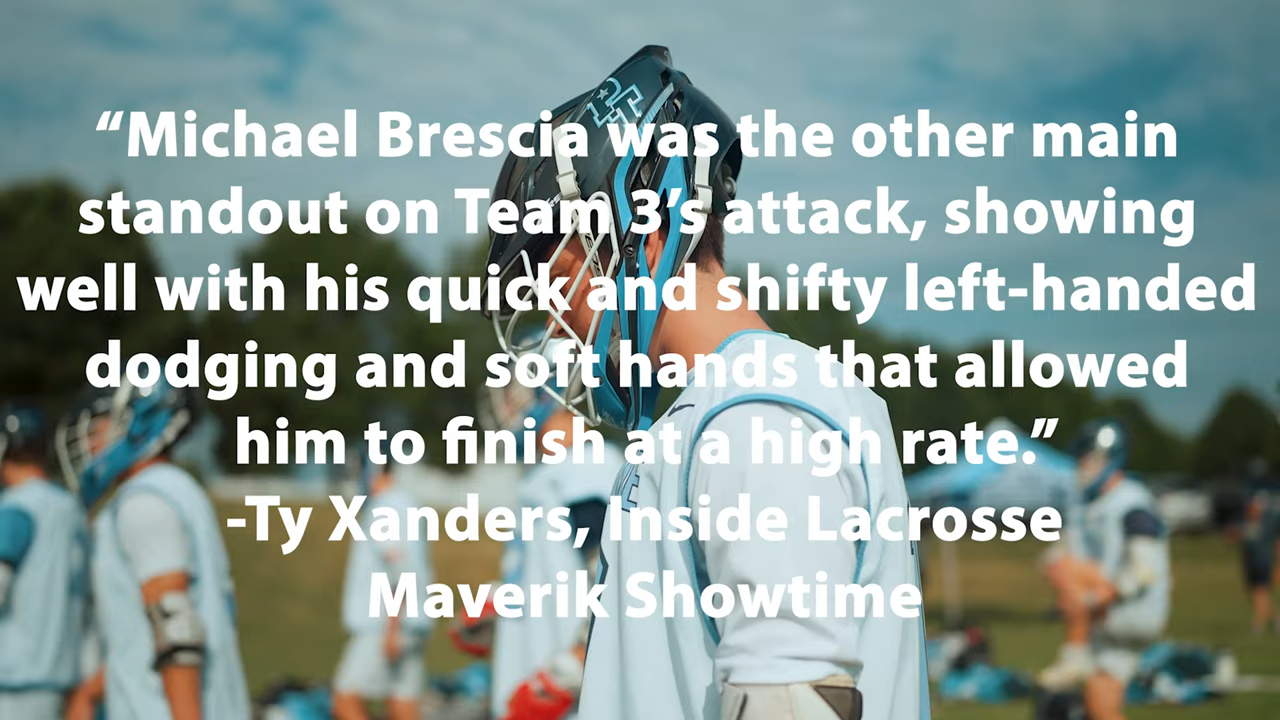 “Michael Brescia was the other main
standout on Team 3’s attack, showing
well with his quick and shifty left-handed
dodging and soft hands that allowed
him to finish at a high rate.”
-Ty Xanders, Inside Lacrosse
Maverik Showtime